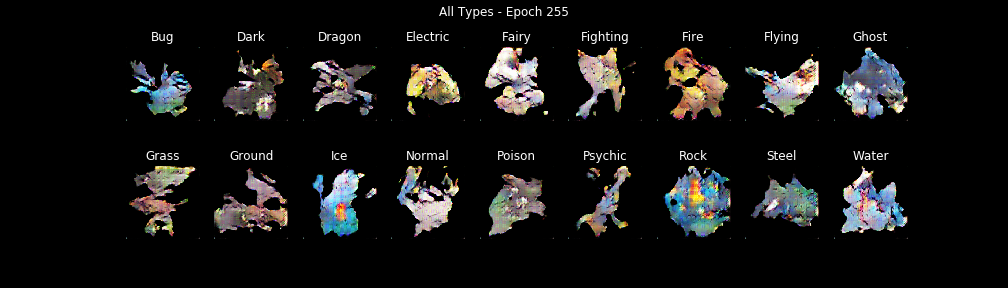 All Types - Epoch 255
Bug Dark Dragon Electric Fairy Fighting Fire Flying Ghost
Grass Ground Ice Normal Poison Psychic Rock Steel Water